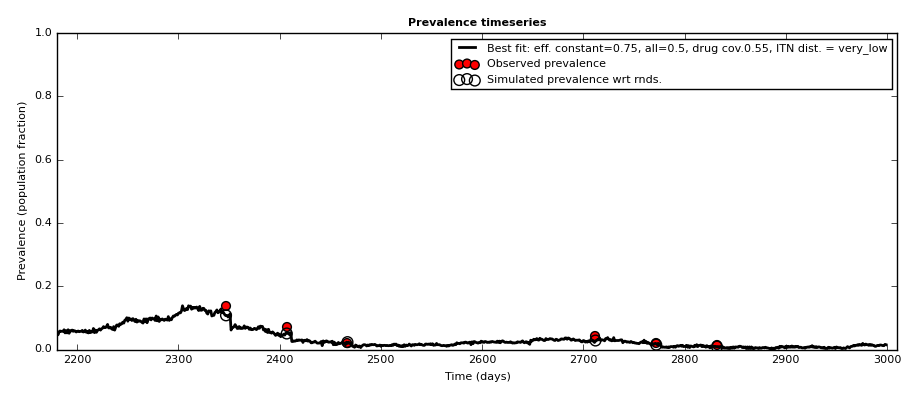 Prevalence timeseries
Best fit: eff. constant=0.75, all=0.5, drug cov.0.55, ITN dist. = very_low
Observed prevalence
Simulated prevalence wrt rnds.
Prevalence (population fraction)
1.0
0.8
0.6
0.4
0.2
0.0
2200 2300 2400 2500 2600 2700 2800 2900 3000
Time (days)